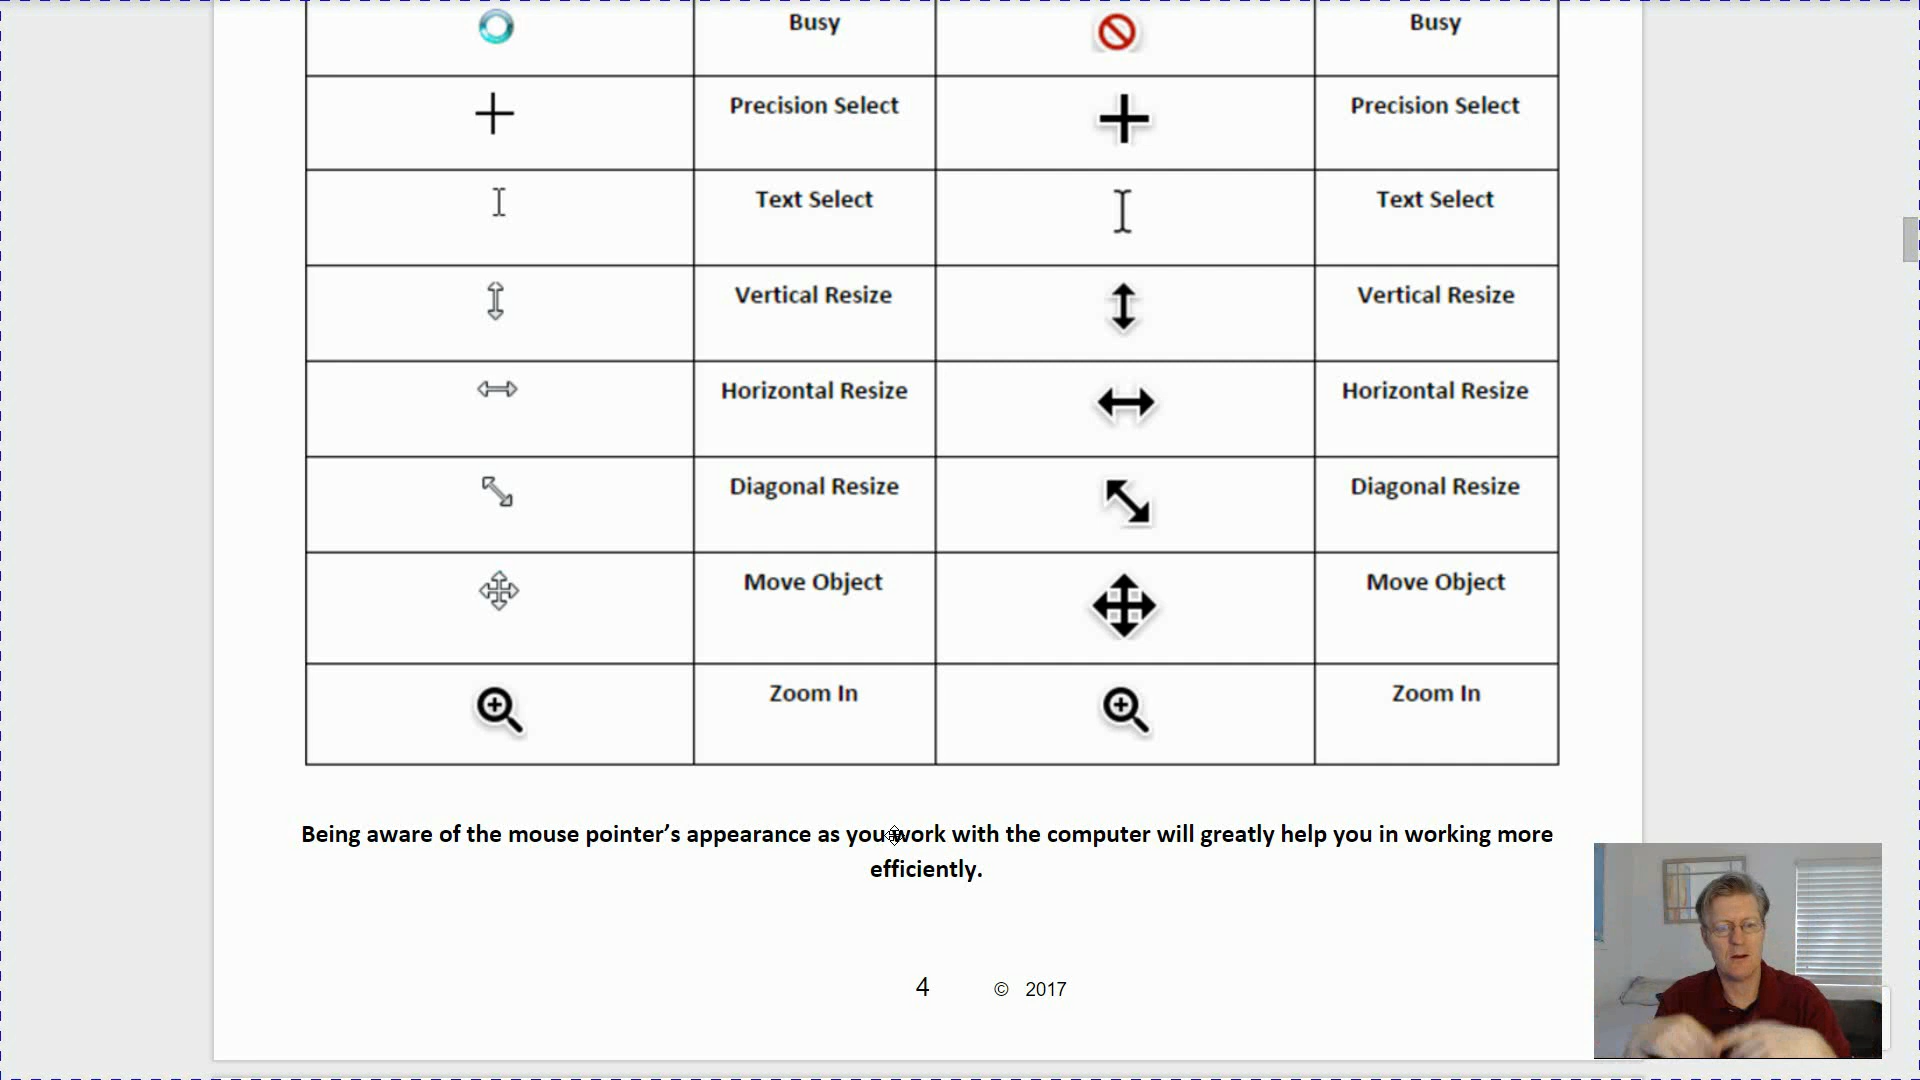 Busy Busy
Precision Select Precision Select
Text Select Text Select
Vertical Resize Vertical Resize
Horizontal Resize Horizontal Resize
Diagonal Resize Diagonal Resize
Move Object Move Object
Zoom In Zoom In
Being aware of the mouse pointer’s appearance as you work with the computer will greatly help you in working more
efficiently.
4 © 2017